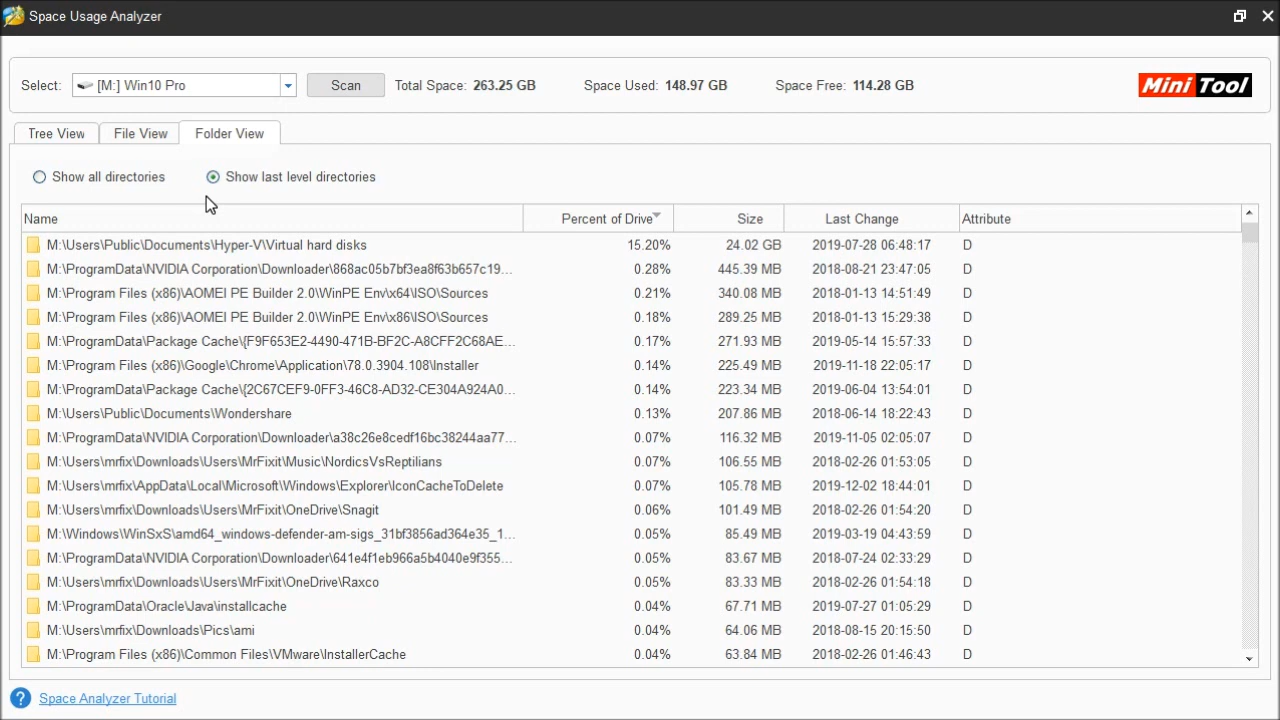 Space Usage Analyzer
Select: [M:] Win10 Pro Scan Total Space: 263.25 GB Space Used: 148.97 GB Space Free: 114.28 GB Mini Tool
Tree View File View Folder View
Show all directories Show last level directories
Name Percent of Drive Size Last Change Attribute
M:\Users\Public\Documents\Hyper-V\Virtual hard disks 15.20% 24.02 GB 2019-07-28 06:48:17 D
M:\ProgramData\NVIDIA Corporation\Downloader\868ac05b7bf3ea8f63b657c19... 0.28% 445.39 MB 2018-08-21 23:47:05 D
M:\Program Files (x86)\AOMEI PE Builder 2.0\WinPE Env\x64\ISO\Sources 0.21% 340.08 MB 2018-01-13 14:51:49 D
M:\Program Files (x86)\AOMEI PE Builder 2.0\WinPE Env\x86\ISO\Sources 0.18% 289.25 MB 2018-01-13 15:29:38 D
M:\ProgramData\Package Cache\{F9F653E2-4490-471B-BF2C-A8CFF2C68AE... 0.17% 271.93 MB 2019-05-14 15:57:33 D
M:\Program Files (x86)\Google\Chrome\Application\78.0.3904.108\Installer 0.14% 225.49 MB 2019-11-18 22:05:17 D
M:\ProgramData\Package Cache\{2C67CEF9-0FF3-46C8-AD32-CE304A924A0... 0.14% 223.34 MB 2019-06-04 13:54:01 D
M:\Users\Public\Documents\Wondershare 0.13% 207.86 MB 2018-06-14 18:22:43 D
M:\ProgramData\NVIDIA Corporation\Downloader\a38c26e8cedf16bc38244aa77... 0.07% 116.32 MB 2019-11-05 02:05:07 D
M:\Users\mrfix\Downloads\Users\MrFixit\Music\NordicsVsReptilians 0.07% 106.55 MB 2018-02-26 01:53:05 D
M:\Users\mrfix\AppData\Local\Microsoft\Windows\Explorer\IconCacheToDelete 0.07% 105.78 MB 2019-12-02 18:44:01 D
M:\Users\mrfix\Downloads\Users\MrFixit\OneDrive\Snagit 0.06% 101.49 MB 2018-02-26 01:54:20 D
M:\Windows\WinSxS\amd64_windows-defender-am-sigs_31bf3856ad364e35_1... 0.05% 85.49 MB 2019-03-19 04:43:59 D
M:\ProgramData\NVIDIA Corporation\Downloader\641e4f1eb966a5b4040e9f355... 0.05% 83.67 MB 2018-07-24 02:33:29 D
M:\Users\mrfix\Downloads\Users\MrFixit\OneDrive\Raxco 0.05% 83.33 MB 2018-02-26 01:54:18 D
M:\ProgramData\Oracle\Java\installcache 0.04% 67.71 MB 2019-07-27 01:05:29 D
M:\Users\mrfix\Downloads\Pics\ami 0.04% 64.06 MB 2018-08-15 20:15:50 D
M:\Program Files (x86)\Common Files\VMware\InstallerCache 0.04% 63.84 MB 2018-02-26 01:46:43 D
? Space Analyzer Tutorial